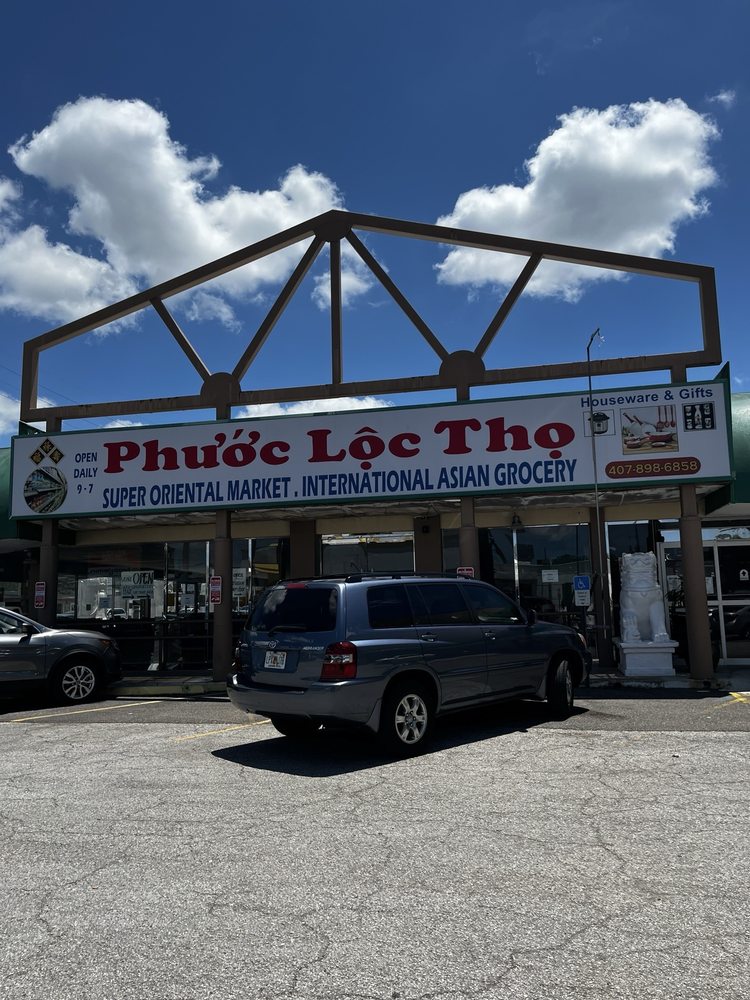 OPEN
DAILY
9 - 7
Phước Lộc Thọ
SUPER ORIENTAL MARKET . INTERNATIONAL ASIAN GROCERY
Houseware & Gifts
407-898-6858
OPEN